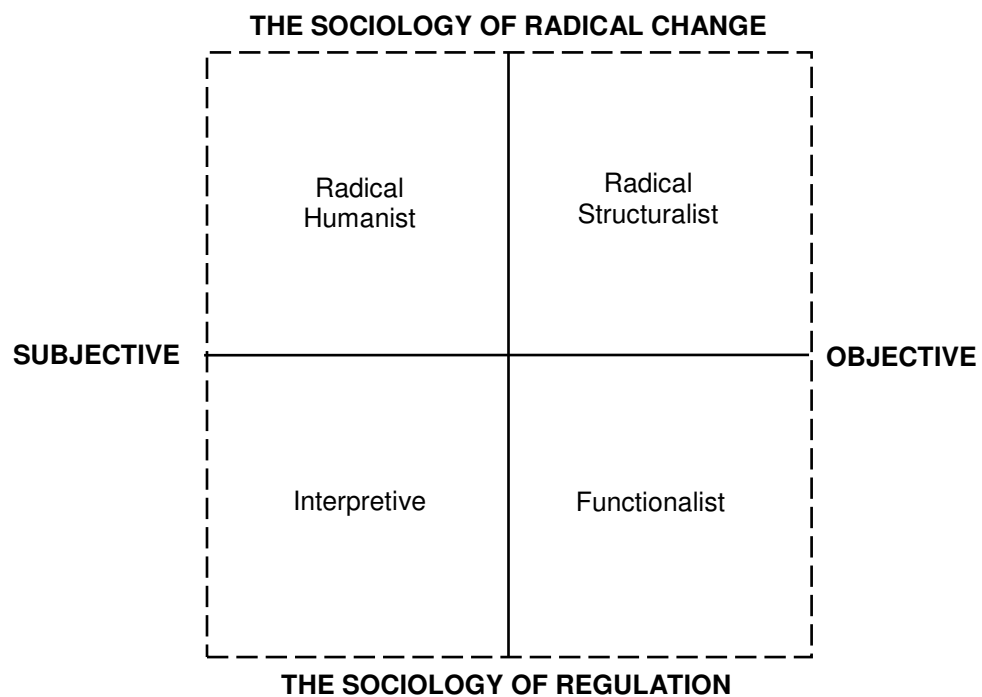 THE SOCIOLOGY OF RADICAL CHANGE
Radical
Humanist
Radical
Structuralist
SUBJECTIVE
OBJECTIVE
Interpretive
Functionalist
THE SOCIOLOGY OF REGULATION